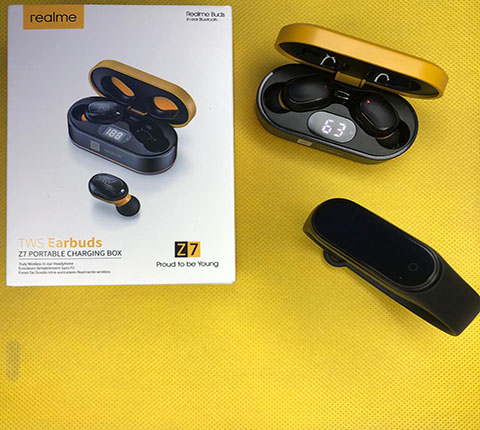 realme
Realme Buds
In-ear Bluetooth
188
63
TWS Earbuds
Z7 PORTABLE CHARGING BOX
Truly Wireless In-ear Headphone
Z7
Proud to be Young